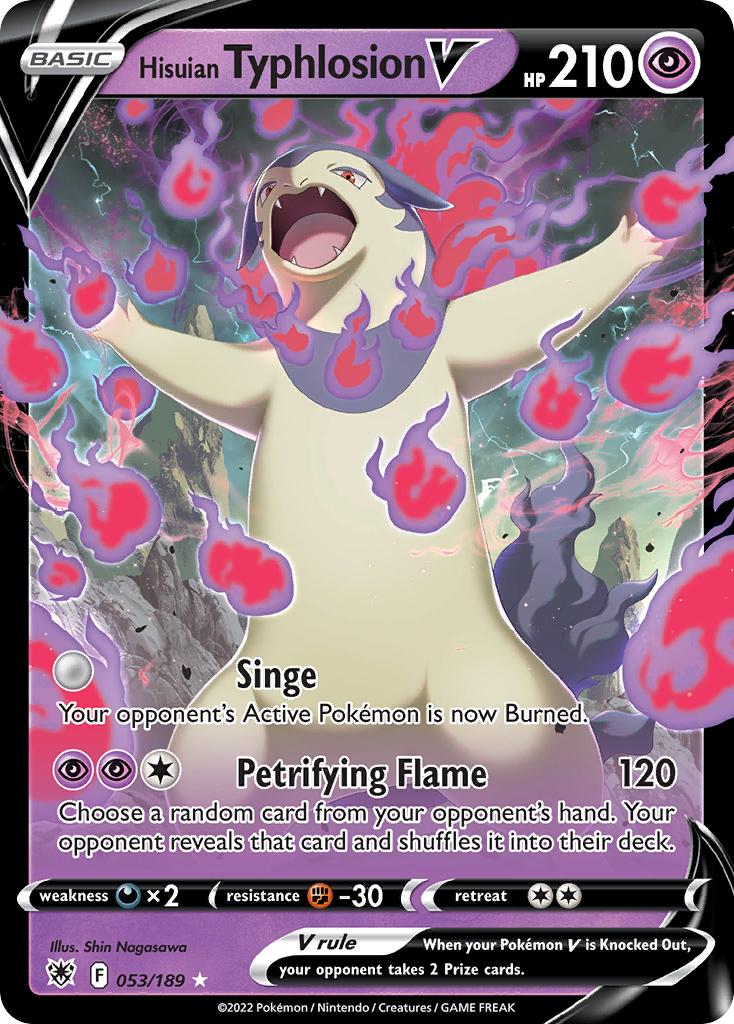 BASIC
Hisuian Typhlosion V
HP 210
Singe
Your opponent's Active Pokémon is now Burned.
Petrifying Flame 120
Choose a random card from your opponent's hand. Your
opponent reveals that card and shuffles it into their deck.
weakness ×2 resistance -30 retreat
Illus. Shin Nagasawa
F 053/189
V rule When your Pokémon V is Knocked Out,
your opponent takes 2 Prize cards.
©2022 Pokémon / Nintendo / Creatures / GAME FREAK